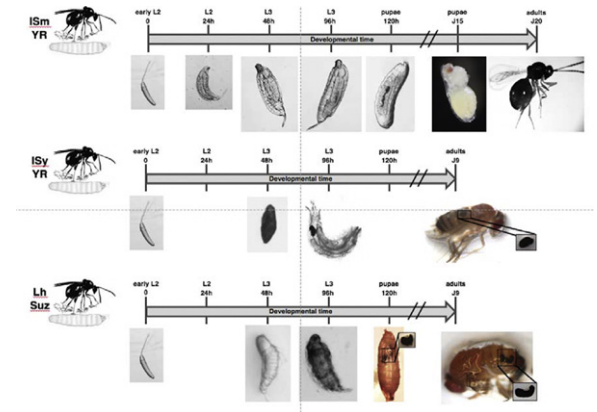 early L2 L2 L3 L3 pupae pupae adults
ISm
YR
0 24h 48h 96h 120h J15 J20
Developmental time
early L2 L2 L3 L3 pupae adults
ISy
YR
0 24h 48h 96h 120h J9
Developmental time
early L2 L2 L3 L3 pupae adults
Lh
Suz
0 24h 48h 96h 120h J9
Developmental time